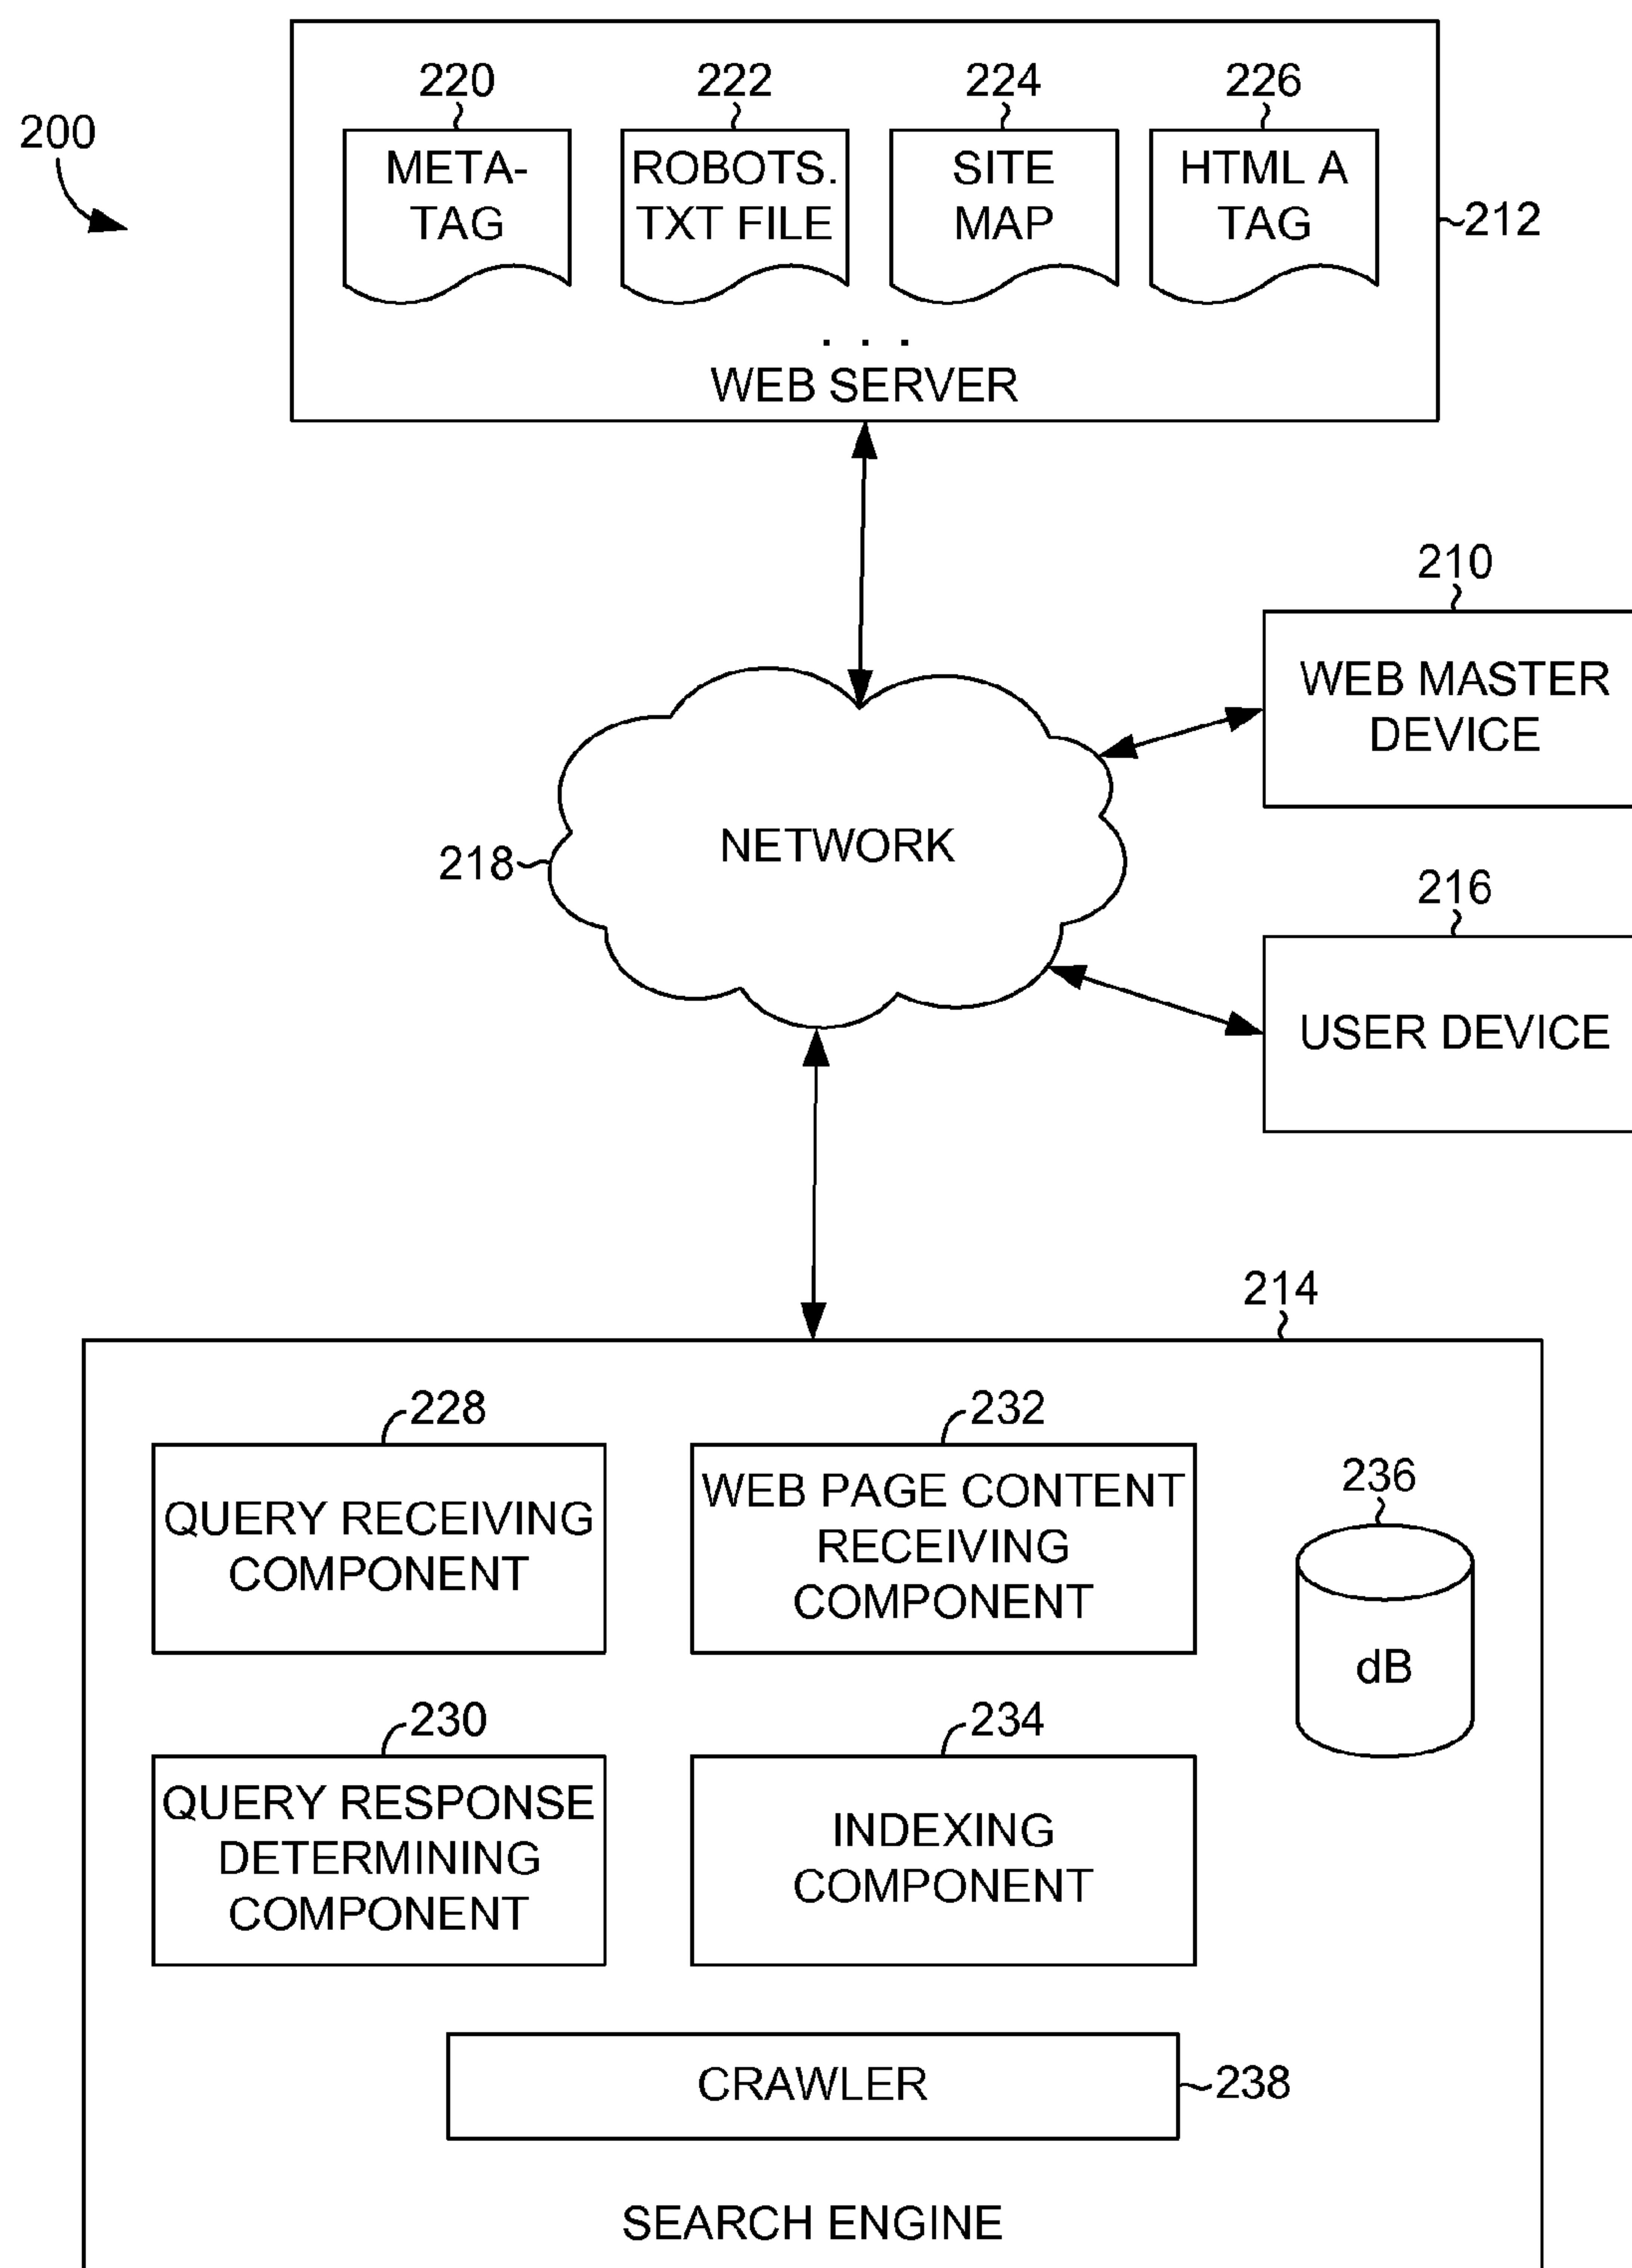 200
220
222
224
226
META-
TAG
ROBOTS.
TXT FILE
SITE
MAP
HTML A
TAG
212
. . .
WEB SERVER
210
WEB MASTER
DEVICE
NETWORK
218
216
USER DEVICE
214
228
QUERY RECEIVING
COMPONENT
232
WEB PAGE CONTENT
RECEIVING
COMPONENT
236
dB
230
QUERY RESPONSE
DETERMINING
COMPONENT
234
INDEXING
COMPONENT
CRAWLER
238
SEARCH ENGINE